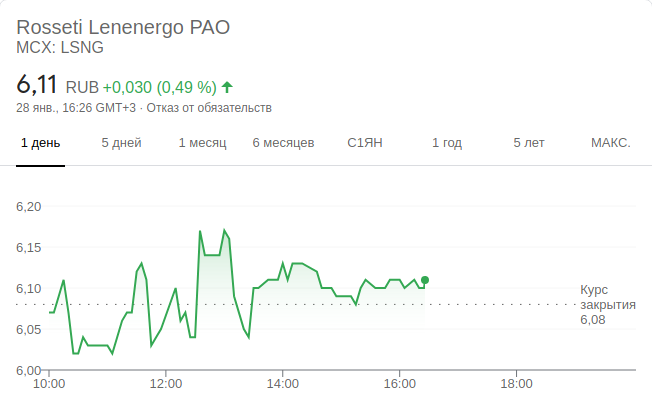 Rosseti Lenenergo PAO
MCX: LSNG
6,11 RUB +0,030 (0,49 %)
28 янв., 16:26 GMT+3 · Отказ от обязательств
1 день 5 дней 1 месяц 6 месяцев С1ЯН 1 год 5 лет МАКС.
6,20
6,15
6,10
Курс
закрытия
6,08
6,05
6,00
10:00 12:00 14:00 16:00 18:00